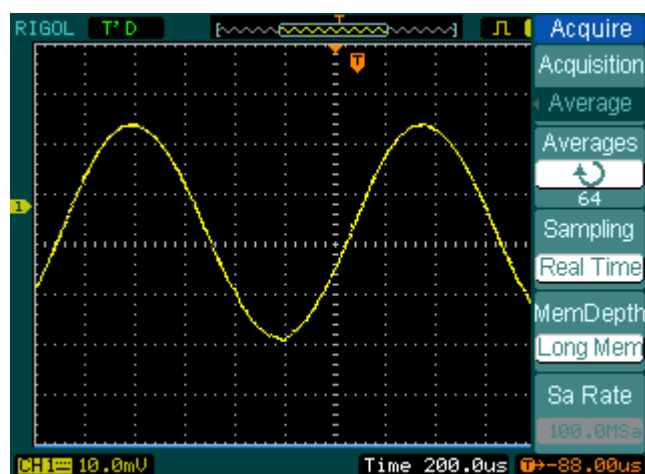 RIGOL T'D T Acquire
T
Acquisition
Average
Averages
64
1
Sampling
Real Time
MemDepth
Long Mem
Sa Rate
100.0MSa
CH1 10.0mV Time 200.0us T→-88.00us